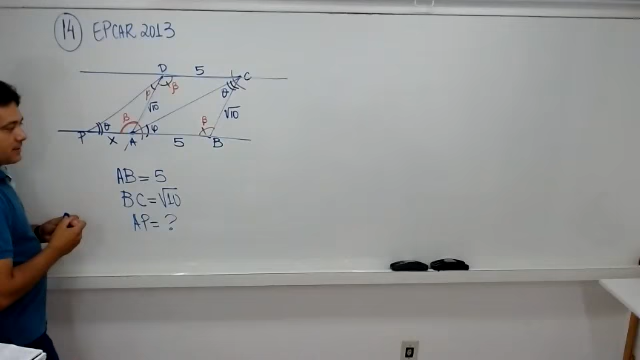 14 EPCAR 2013
D 5 C
β
θ
√10
√10
θ β β
P X A φ 5 B
AB = 5
BC = √10
AP = ?